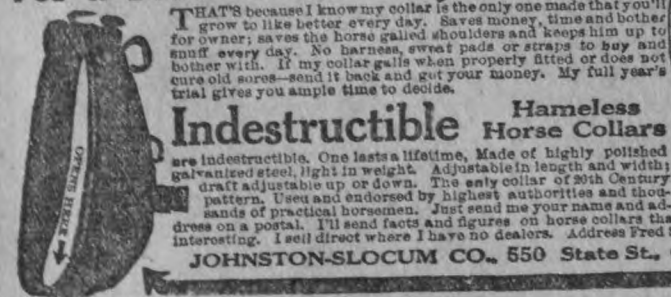 THAT'S because I know my collar is the only one made that you'll
grow to like better every day. Saves money, time and bother
for owner; saves the horse galled shoulders and keeps him up to
snuff every day. No harness, sweat pads or straps to buy and
bother with. If my collar galls when properly fitted or does not
cure old sores—send it back and get your money. My full year's
trial gives you ample time to decide.
Indestructible Hameless
Horse Collars
are indestructible. One lasts a lifetime, Made of highly polished
galvanized steel, light in weight. Adjustable in length and width;
draft adjustable up or down. The only collar of 20th Century
pattern. Used and endorsed by highest authorities and thou-
sands of practical horsemen. Just send me your name and ad-
dress on a postal. I'll send facts and figures on horse collars
interesting. I sell direct where I have no dealers. Address Fred
JOHNSTON-SLOCUM CO., 550 State St.,
OPENS HERE